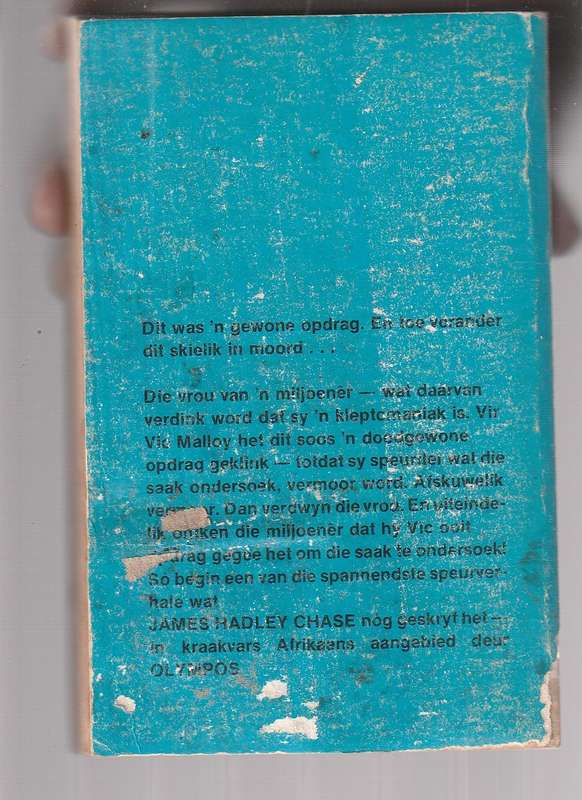 Dit was 'n gewone opdrag. En toe verander
dit skielik in moord . . .
Die vrou van 'n miljoenêr — wat daarvan
verdink word dat sy 'n kleptomaniak is. Vir
Vic Malloy het dit soos 'n doodgewone
opdrag geklink — totdat sy speurder wat die
saak ondersoek, vermoor word. Afskuwelik
vermoor. Dan verdwyn die vrou. En uiteinde-
lik ontken die miljoenêr dat hy Vic ooit
opdrag gegee het om die saak te ondersoek!
So begin een van die spannendste speurver-
hale wat
JAMES HADLEY CHASE nog geskryf het —
in kraakvars Afrikaans aangebied deur
OLYMPOS